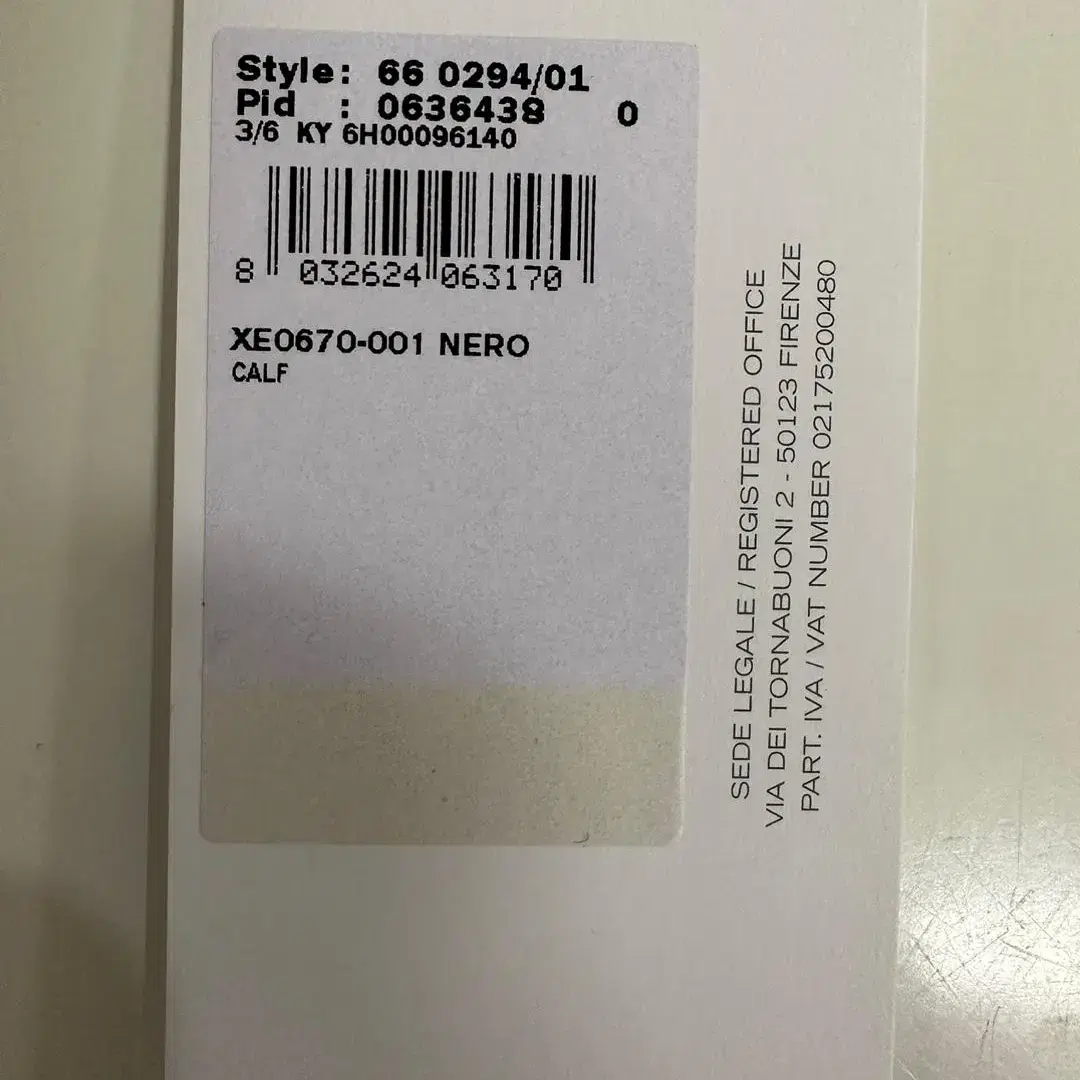 Style: 66 0294/01
Pid : 0636438 0
3/6 KY 6H00096140
8 032624 063170
XE0670-001 NERO
CALF
SEDE LEGALE / REGISTERED OFFICE
VIA DEI TORNABUONI 2 - 50123 FIRENZE
PART. IVA / VAT NUMBER 02175200480